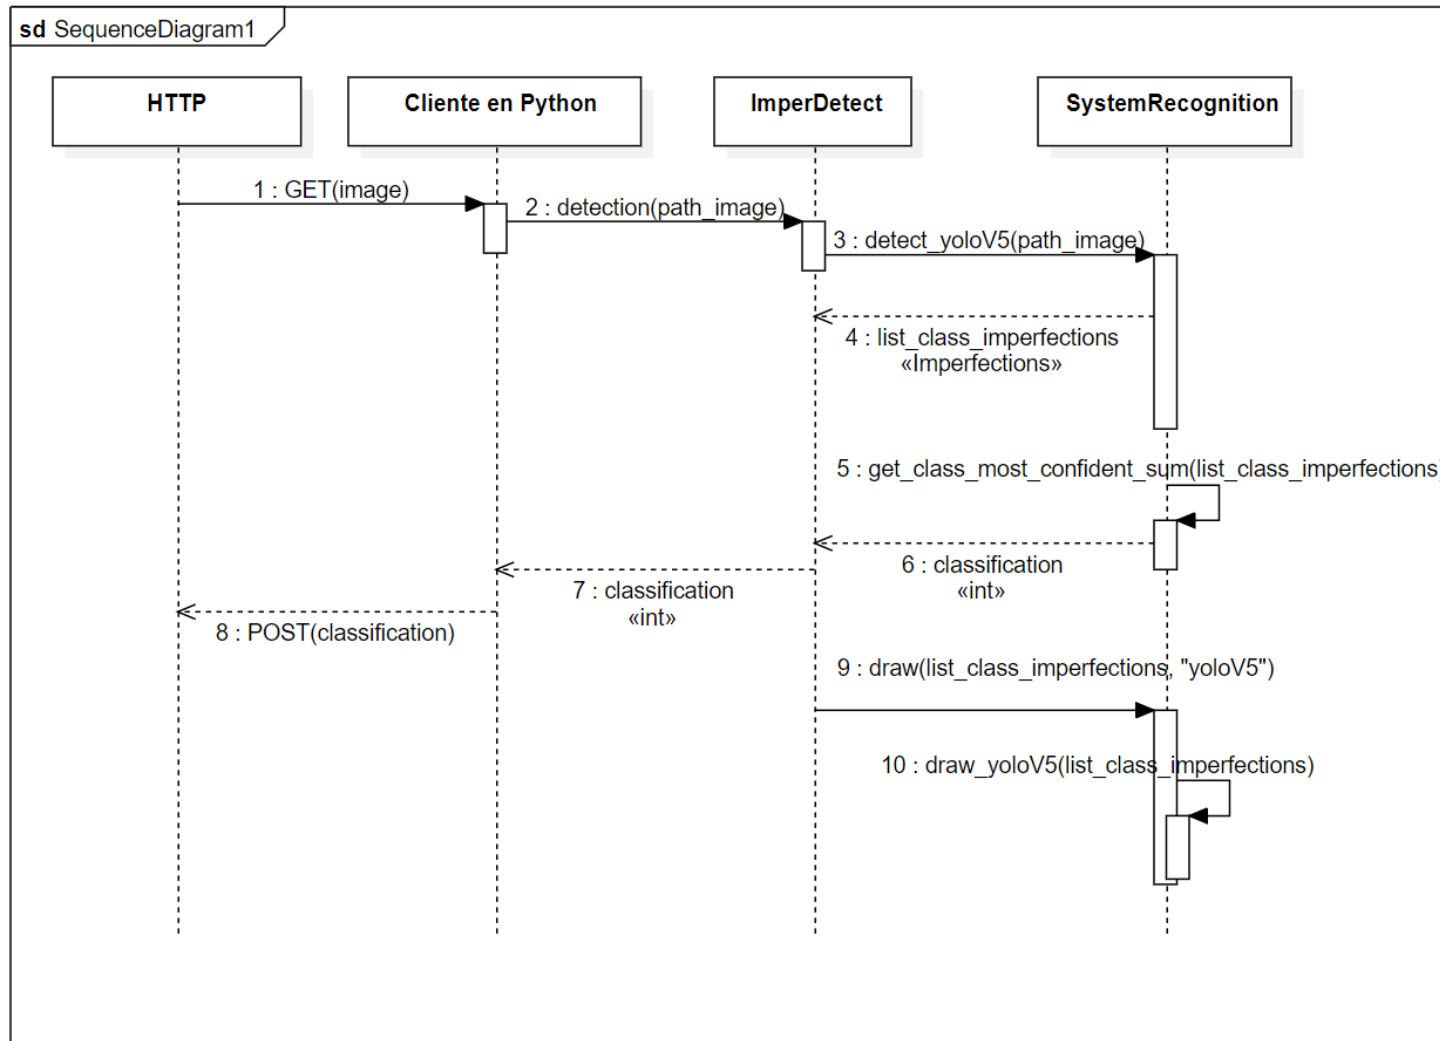 sd SequenceDiagram1
HTTP
Cliente en Python
ImperDetect
SystemRecognition
1 : GET(image)
2 : detection(path_image)
3 : detect_yoloV5(path_image)
4 : list_class_imperfections
«Imperfections»
5 : get_class_most_confident_sum(list_class_imperfections)
6 : classification
«int»
7 : classification
«int»
8 : POST(classification)
9 : draw(list_class_imperfections, "yoloV5")
10 : draw_yoloV5(list_class_imperfections)